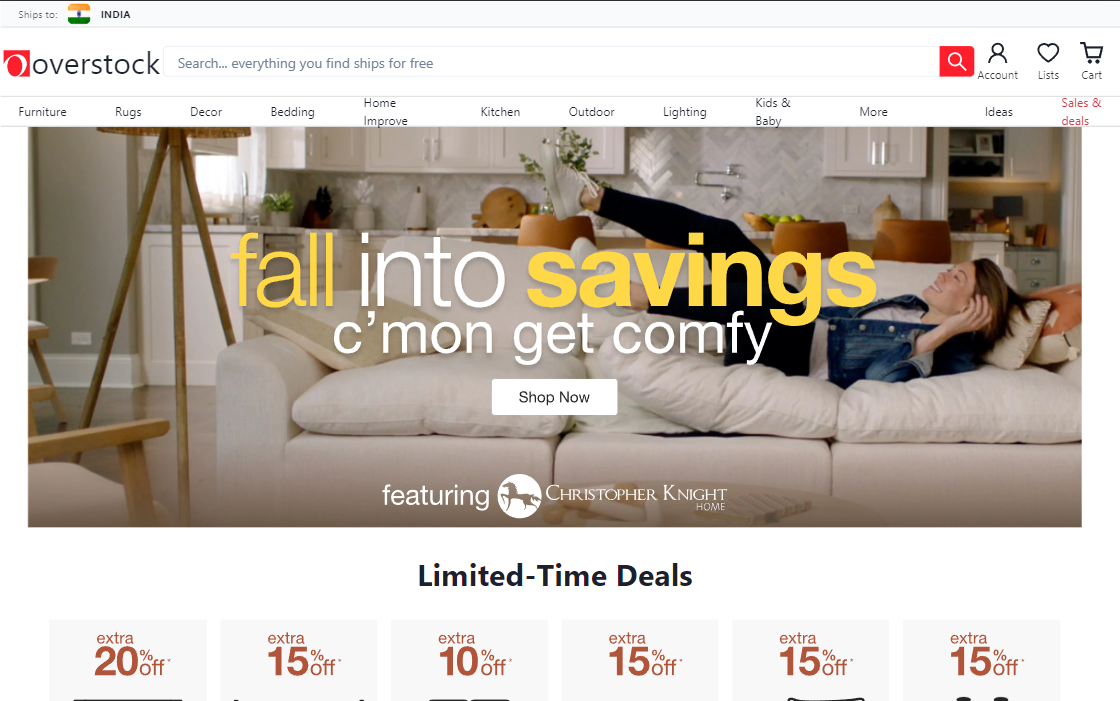 Ships to: INDIA
overstock
Search... everything you find ships for free
Account
Lists
Cart
Furniture
Rugs
Decor
Bedding
Home
Improve
Kitchen
Outdoor
Lighting
Kids &
Baby
More
Ideas
Sales &
deals
fall into savings
c'mon get comfy
Shop Now
featuring CHRISTOPHER KNIGHT
HOME
Limited-Time Deals
extra
20% Off*
extra
15% Off*
extra
10% Off*
extra
15% Off*
extra
15% Off*
extra
15% Off*